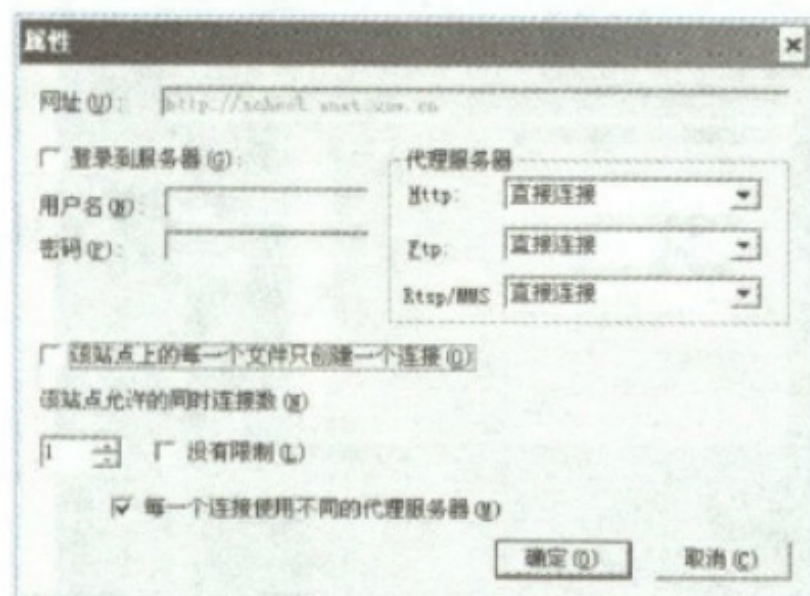 属性
网址(U):
登录到服务器(G):
用户名(N):
密码(P):
代理服务器
Http: 直接连接
Ftp: 直接连接
Rtsp/MMS 直接连接
该站点上的每一个文件只创建一个连接(O)
该站点允许的同时连接数(M)
1
没有限制(L)
每一个连接使用不同的代理服务器
确定(O)
取消(C)